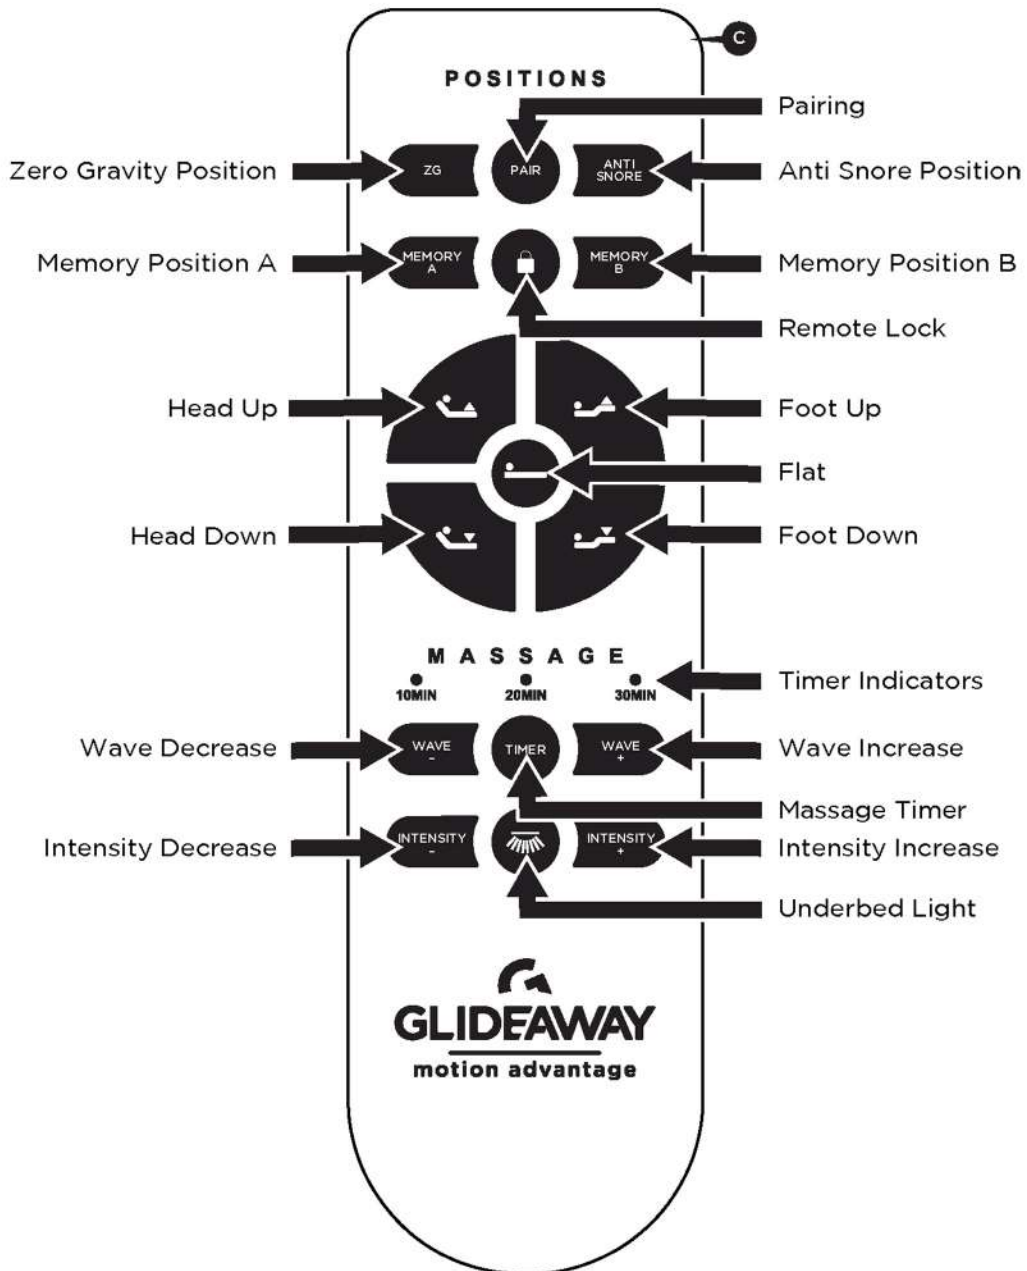 C
POSITIONS
Pairing
Zero Gravity Position
ZG
PAIR
ANTI
SNORE
Anti Snore Position
Memory Position A
MEMORY
A
MEMORY
B
Memory Position B
Remote Lock
Head Up
Foot Up
Flat
Head Down
Foot Down
MASSAGE
10MIN
20MIN
30MIN
Timer Indicators
Wave Decrease
WAVE
-
TIMER
WAVE
+
Wave Increase
Massage Timer
Intensity Decrease
INTENSITY
-
INTENSITY
+
Intensity Increase
Underbed Light
GLIDEAWAY
motion advantage